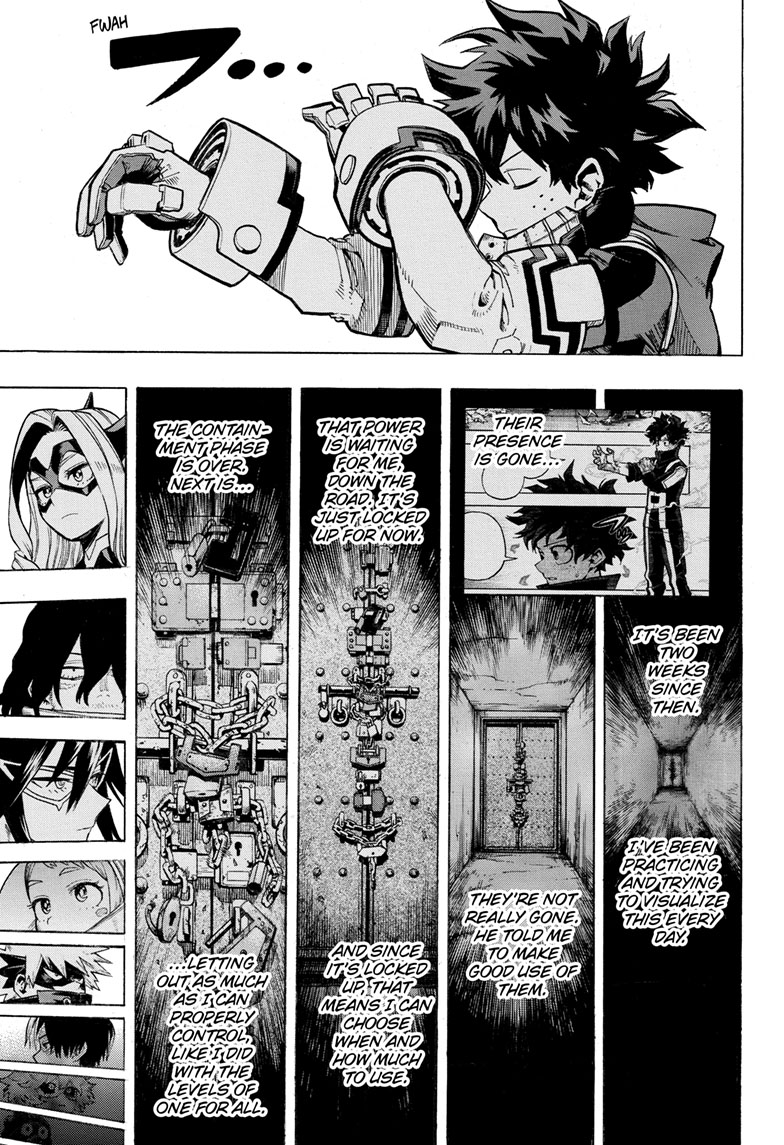 FWAH
フ…
THEIR
PRESENCE
IS GONE...
IT'S BEEN
TWO
WEEKS
SINCE
THEN.
I'VE BEEN
PRACTICING
AND TRYING
TO VISUALIZE
THIS EVERY
DAY.
THEY'RE NOT
REALLY GONE.
HE TOLD ME
TO MAKE
GOOD USE OF
THEM.
THAT POWER
IS WAITING
FOR ME,
DOWN THE
ROAD. IT'S
JUST LOCKED
UP FOR NOW.
AND SINCE
IT'S LOCKED
UP, THAT
MEANS I CAN
CHOOSE
WHEN AND
HOW MUCH
TO USE.
THE CONTAIN-
MENT PHASE
IS OVER.
NEXT IS...
...LETTING
OUT AS MUCH
AS I CAN
PROPERLY
CONTROL,
LIKE I DID
WITH THE
LEVELS OF
ONE FOR ALL.